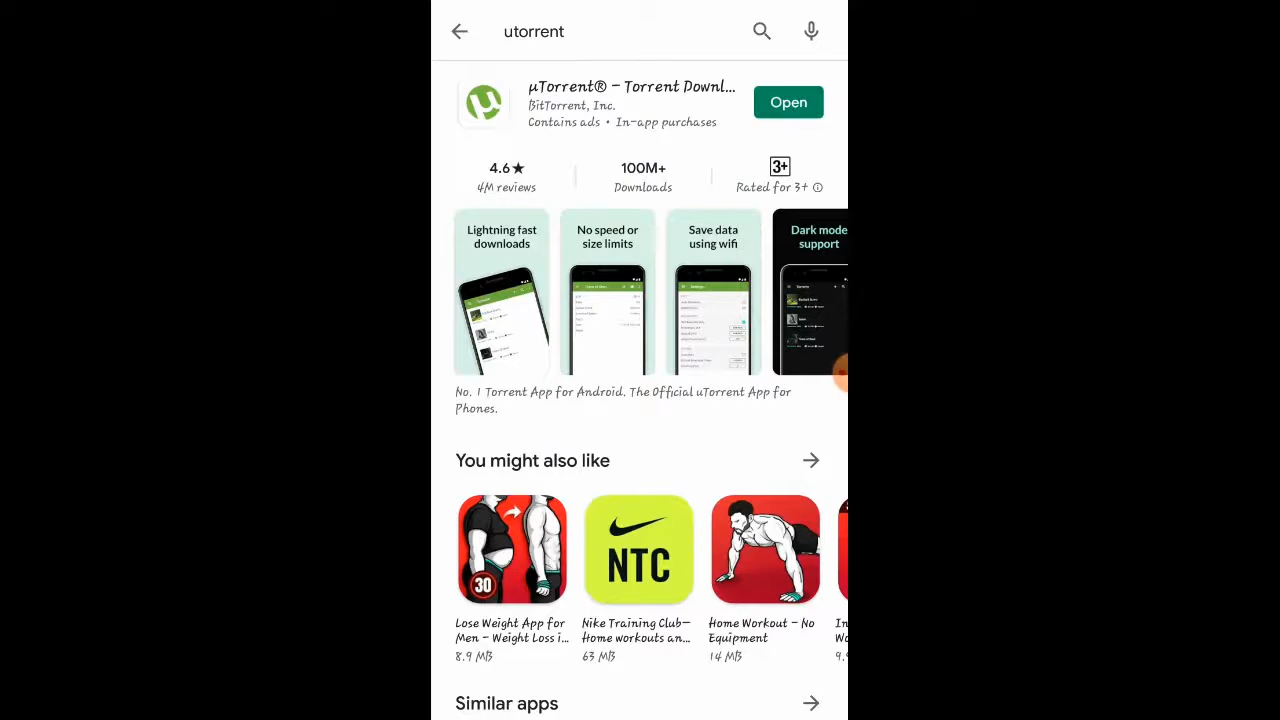 utorrent
µTorrent® – Torrent Downl...
BitTorrent, Inc.
Contains ads • In-app purchases
Open
4.6★
4M reviews
100M+
Downloads
3+
Rated for 3+
Lightning fast
downloads
No speed or
size limits
Save data
using wifi
Dark mode
support
No. 1 Torrent App for Android. The Official uTorrent App for
Phones.
You might also like
30
NTC
Lose Weight App for
Men – Weight Loss i...
8.9 MB
Nike Training Club–
Home workouts an...
63 MB
Home Workout – No
Equipment
14 MB
Similar apps